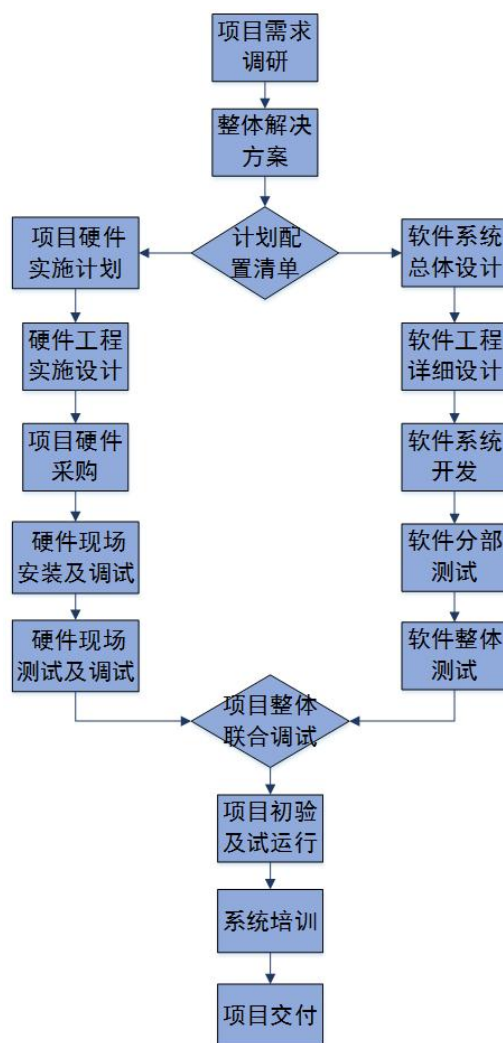 项目需求
调研
整体解决
方案
计划配
置清单
项目硬件
实施计划
硬件工程
实施设计
项目硬件
采购
硬件现场
安装及调试
硬件现场
测试及调试
软件系统
总体设计
软件工程
详细设计
软件系统
开发
软件分部
测试
软件整体
测试
项目整体
联合调试
项目初验
及试运行
系统培训
项目交付